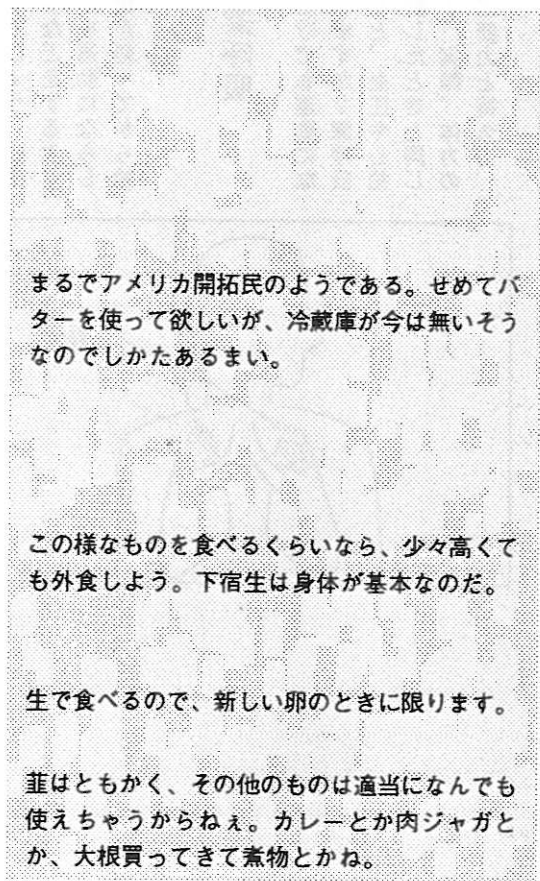 まるでアメリカ開拓民のようである。せめてバ
ターを使って欲しいが、冷蔵庫が今は無いそう
なのでしかたあるまい。
この様なものを食べるくらいなら、少々高くて
も外食しよう。下宿生は身体が基本なのだ。
生で食べるので、新しい卵のときに限ります。
韮はともかく、その他のものは適当になんでも
使えちゃうからねぇ。カレーとか肉ジャガと
か、大根買ってきて煮物とかね。